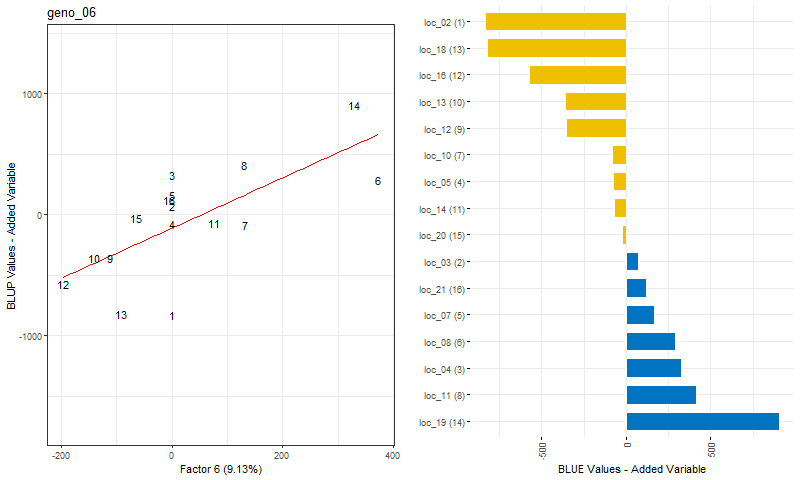 geno_06
BLUP Values - Added Variable
1000
0
-1000
14
8
3
6
5
2
15
4
11
7
10 9
12
13
1
-200 0 200 400
Factor 6 (9.13%)
loc_02 (1)
loc_18 (13)
loc_16 (12)
loc_13 (10)
loc_12 (9)
loc_10 (7)
loc_05 (4)
loc_14 (11)
loc_20 (15)
loc_03 (2)
loc_21 (16)
loc_07 (5)
loc_08 (6)
loc_04 (3)
loc_11 (8)
loc_19 (14)
-500 0 500
BLUE Values - Added Variable